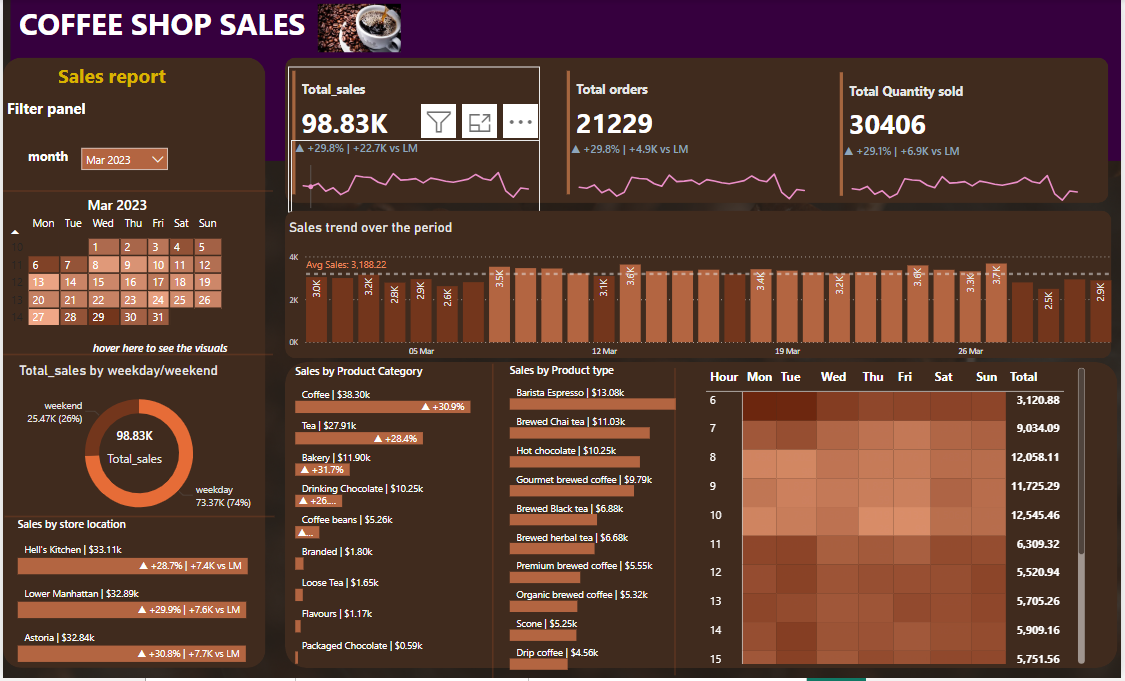 COFFEE SHOP SALES
Sales report
Filter panel
month
Mar 2023
Mar 2023
Mon Tue Wed Thu Fri Sat Sun
1 2 3 4 5
6 7 8 9 10 11 12
13 14 15 16 17 18 19
20 21 22 23 24 25 26
27 28 29 30 31
hover here to see the visuals
Total_sales by weekday/weekend
weekend
25.47K (26%)
98.83K
Total_sales
weekday
73.37K (74%)
Sales by store location
Hell's Kitchen | $33.11k
▲ +28.7% | +7.4K vs LM
Lower Manhattan | $32.89k
▲ +29.9% | +7.6K vs LM
Astoria | $32.84k
▲ +30.8% | +7.7K vs LM
Total_sales
98.83K
▲ +29.8% | +22.7K vs LM
Total orders
21229
▲ +29.8% | +4.9K vs LM
Total Quantity sold
30406
▲ +29.1% | +6.9K vs LM
Sales trend over the period
4K
Avg Sales: 3,188.22
2K
0K
3.0K 3.2K 2.8K 2.9K 2.6K 3.5K 3.1K 3.6K 3.4K 3.2K 3.6K 3.3K 3.7K 2.5K 2.9K
05 Mar 12 Mar 19 Mar 26 Mar
Sales by Product Category
Coffee | $38.30k
▲ +30.9%
Tea | $27.91k
▲ +28.4%
Bakery | $11.90k
▲ +31.7%
Drinking Chocolate | $10.25k
▲ +26....
Coffee beans | $5.26k
▲...
Branded | $1.80k
Loose Tea | $1.65k
Flavours | $1.17k
Packaged Chocolate | $0.59k
Sales by Product type
Barista Espresso | $13.08k
Brewed Chai tea | $11.03k
Hot chocolate | $10.25k
Gourmet brewed coffee | $9.79k
Brewed Black tea | $6.88k
Brewed herbal tea | $6.68k
Premium brewed coffee | $5.55k
Organic brewed coffee | $5.32k
Scone | $5.25k
Drip coffee | $4.56k
Hour Mon Tue Wed Thu Fri Sat Sun Total
6 3,120.88
7 9,034.09
8 12,058.11
9 11,725.29
10 12,545.46
11 6,309.32
12 5,520.94
13 5,705.26
14 5,909.16
15 5,751.56